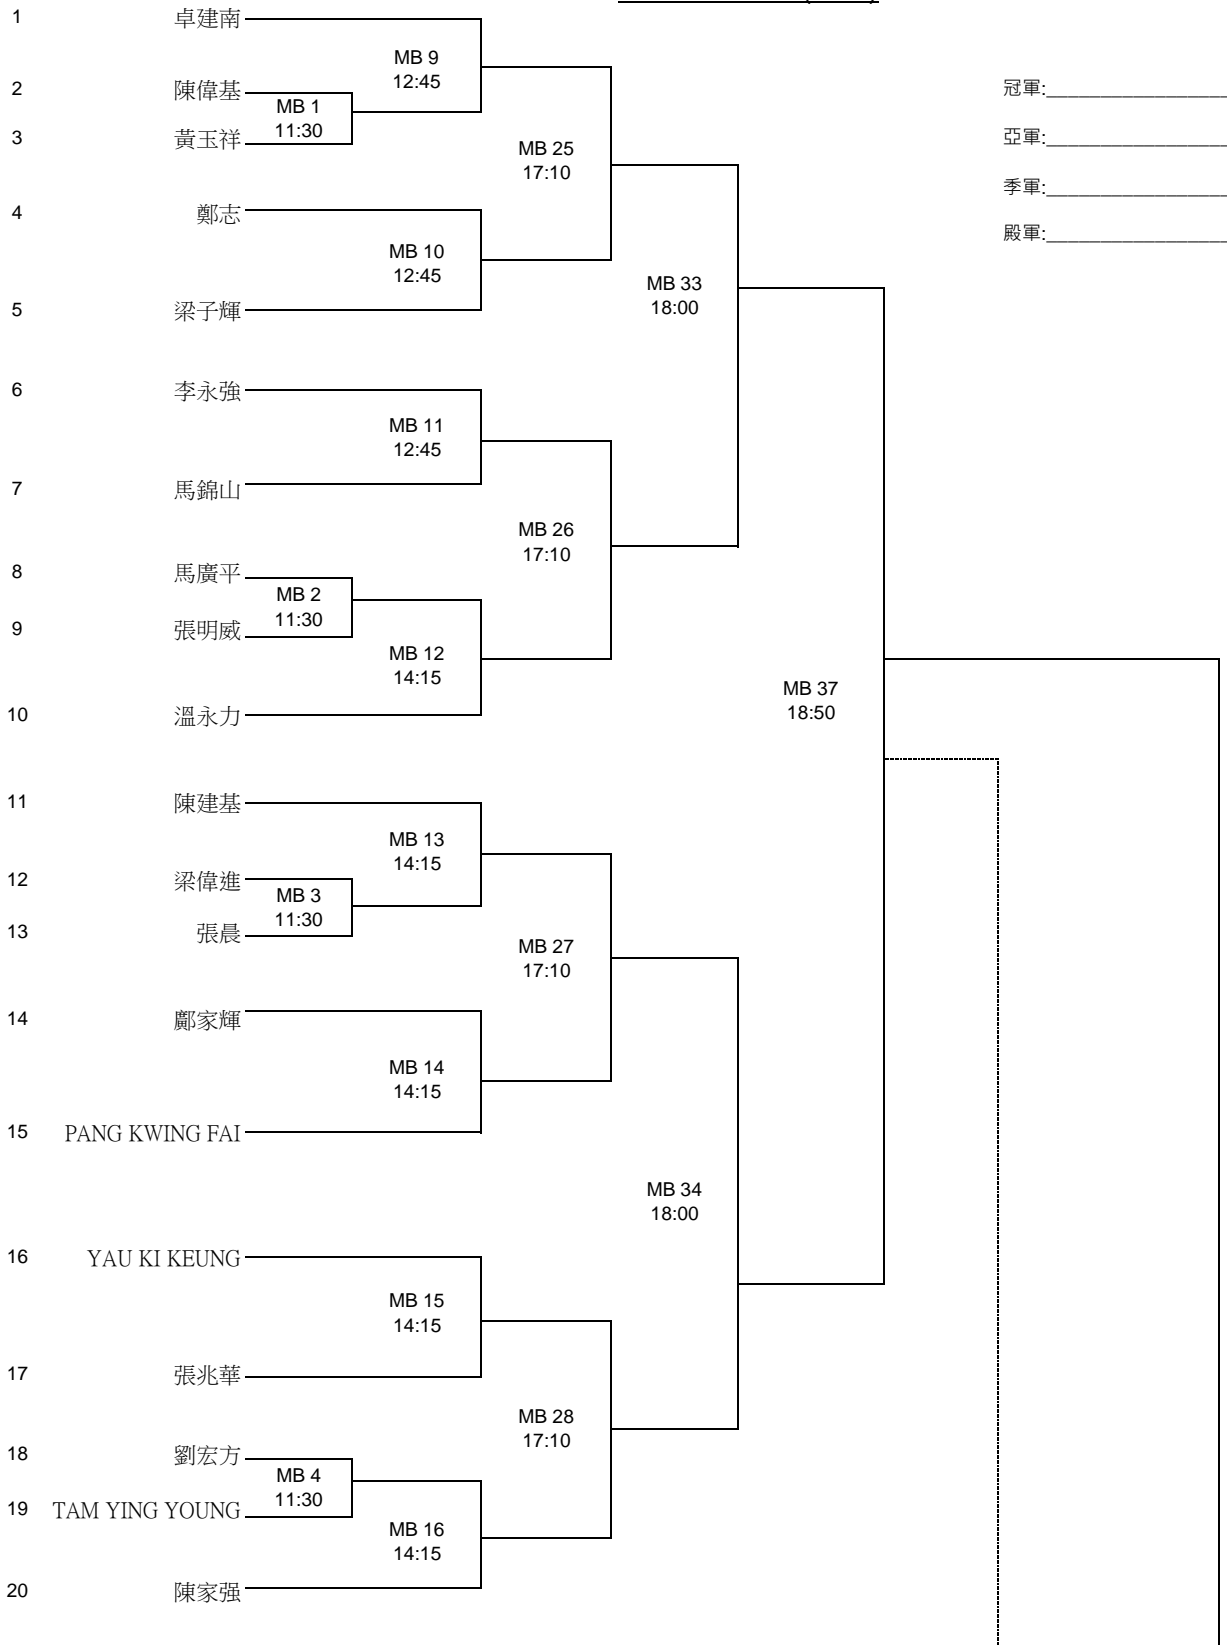 1 卓建南
MB 9
12:45
2 陳偉基
MB 1
11:30
3 黃玉祥
MB 25
17:10
4 鄭志
MB 10
12:45
5 梁子輝
MB 33
18:00
6 李永強
MB 11
12:45
7 馬錦山
MB 26
17:10
8 馬廣平
MB 2
11:30
9 張明威
MB 12
14:15
10 溫永力
MB 37
18:50
11 陳建基
MB 13
14:15
12 梁偉進
MB 3
11:30
13 張晨
MB 27
17:10
14 鄺家輝
MB 14
14:15
15 PANG KWING FAI
MB 34
18:00
16 YAU KI KEUNG
MB 15
14:15
17 張兆華
MB 28
17:10
18 劉宏方
MB 4
11:30
19 TAM YING YOUNG
MB 16
14:15
20 陳家强
冠軍:_________________
亞軍:_________________
季軍:_________________
殿軍:_________________